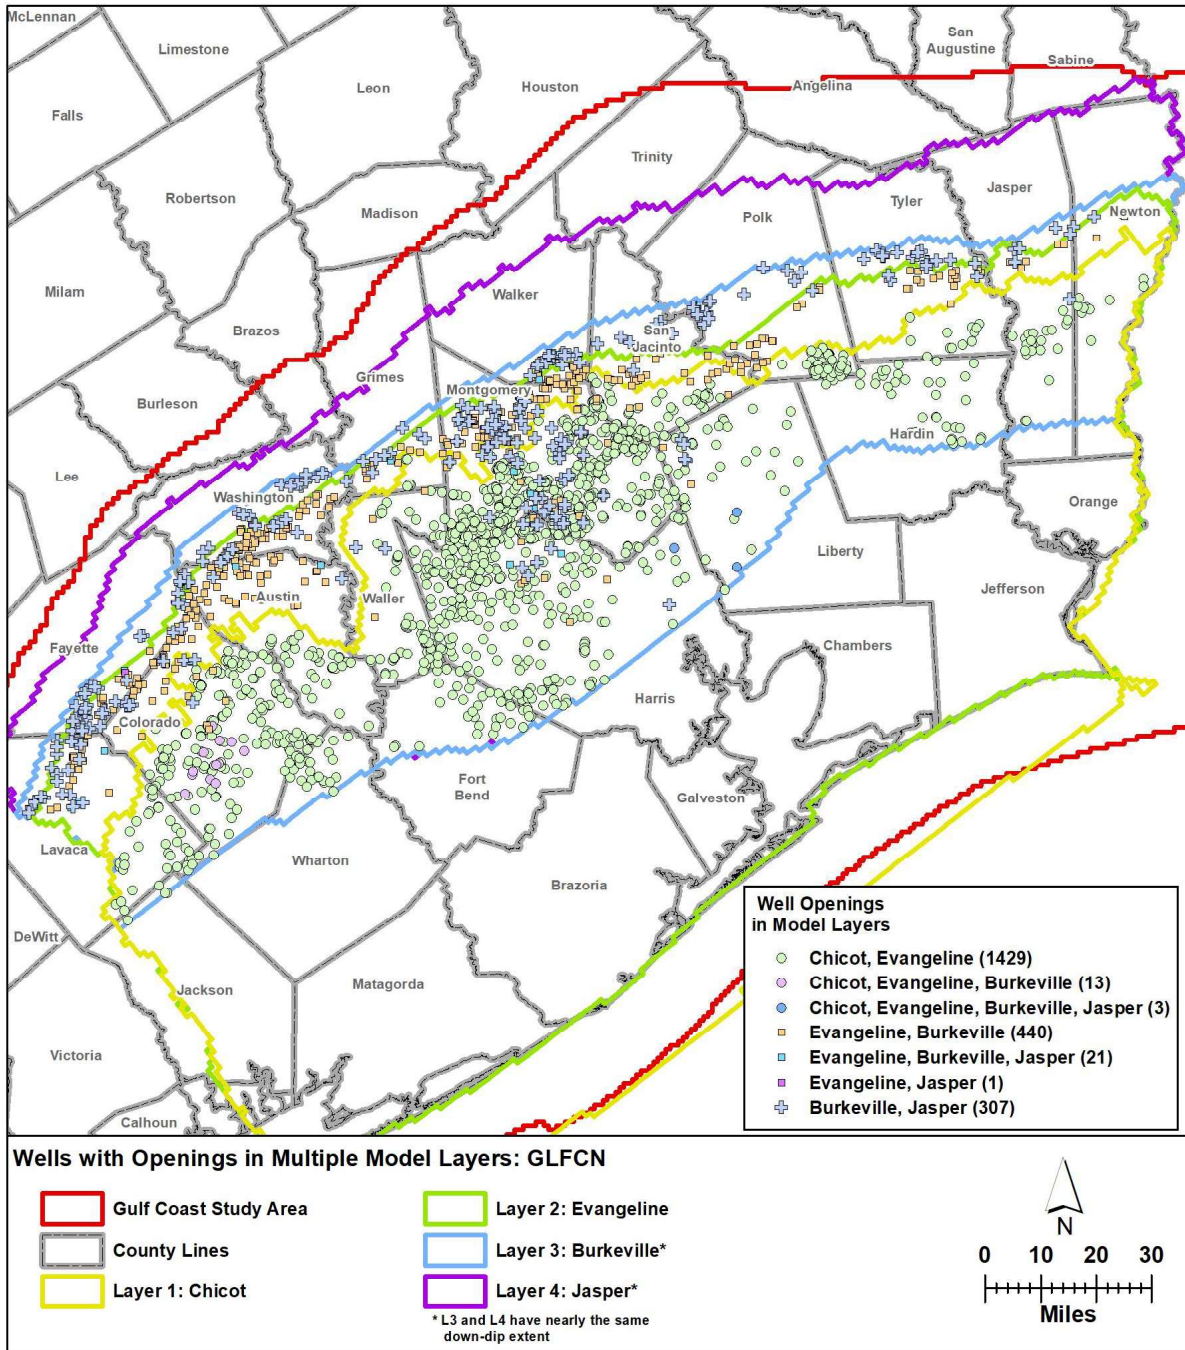 McLennan
Limestone
San
Augustine
Sabine
Leon
Houston
Angelina
Falls
Trinity
Robertson
Madison
Polk
Tyler
Jasper
Newton
Milam
Walker
Brazos
San
Jacinto
Grimes
Montgomery
Burleson
Hardin
Lee
Washington
Orange
Liberty
Austin
Waller
Jefferson
Fayette
Chambers
Harris
Colorado
Fort
Bend
Galveston
Lavaca
Wharton
Brazoria
DeWitt
Jackson
Matagorda
Victoria
Calhoun
Well Openings
in Model Layers
Chicot, Evangeline (1429)
Chicot, Evangeline, Burkeville (13)
Chicot, Evangeline, Burkeville, Jasper (3)
Evangeline, Burkeville (440)
Evangeline, Burkeville, Jasper (21)
Evangeline, Jasper (1)
Burkeville, Jasper (307)
Wells with Openings in Multiple Model Layers: GLFCN
Gulf Coast Study Area
County Lines
Layer 1: Chicot
Layer 2: Evangeline
Layer 3: Burkeville*
Layer 4: Jasper*
* L3 and L4 have nearly the same
down-dip extent
N
0 10 20 30
Miles